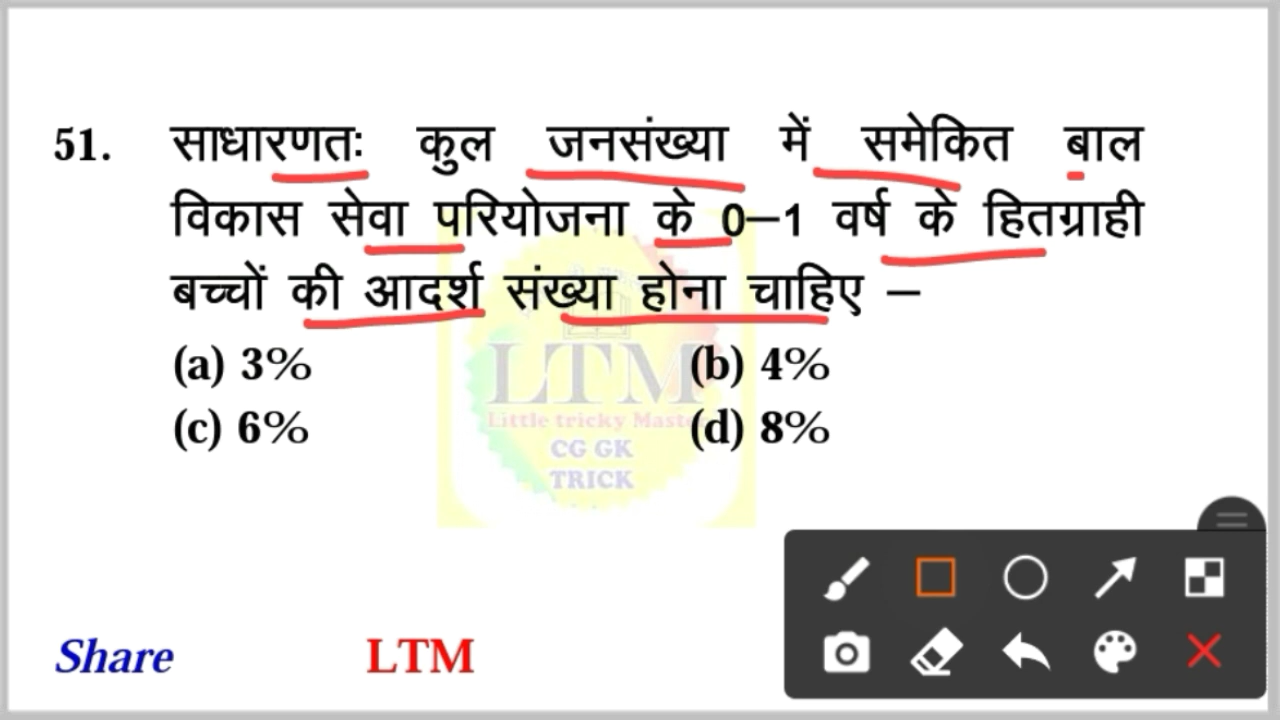 51. साधारणतः कुल जनसंख्या में समेकित बाल
विकास सेवा परियोजना के 0–1 वर्ष के हितग्राही
बच्चों की आदर्श संख्या होना चाहिए –
(a) 3% (b) 4%
(c) 6% (d) 8%
LTM
Little tricky Maste
CG GK
TRICK
Share LTM